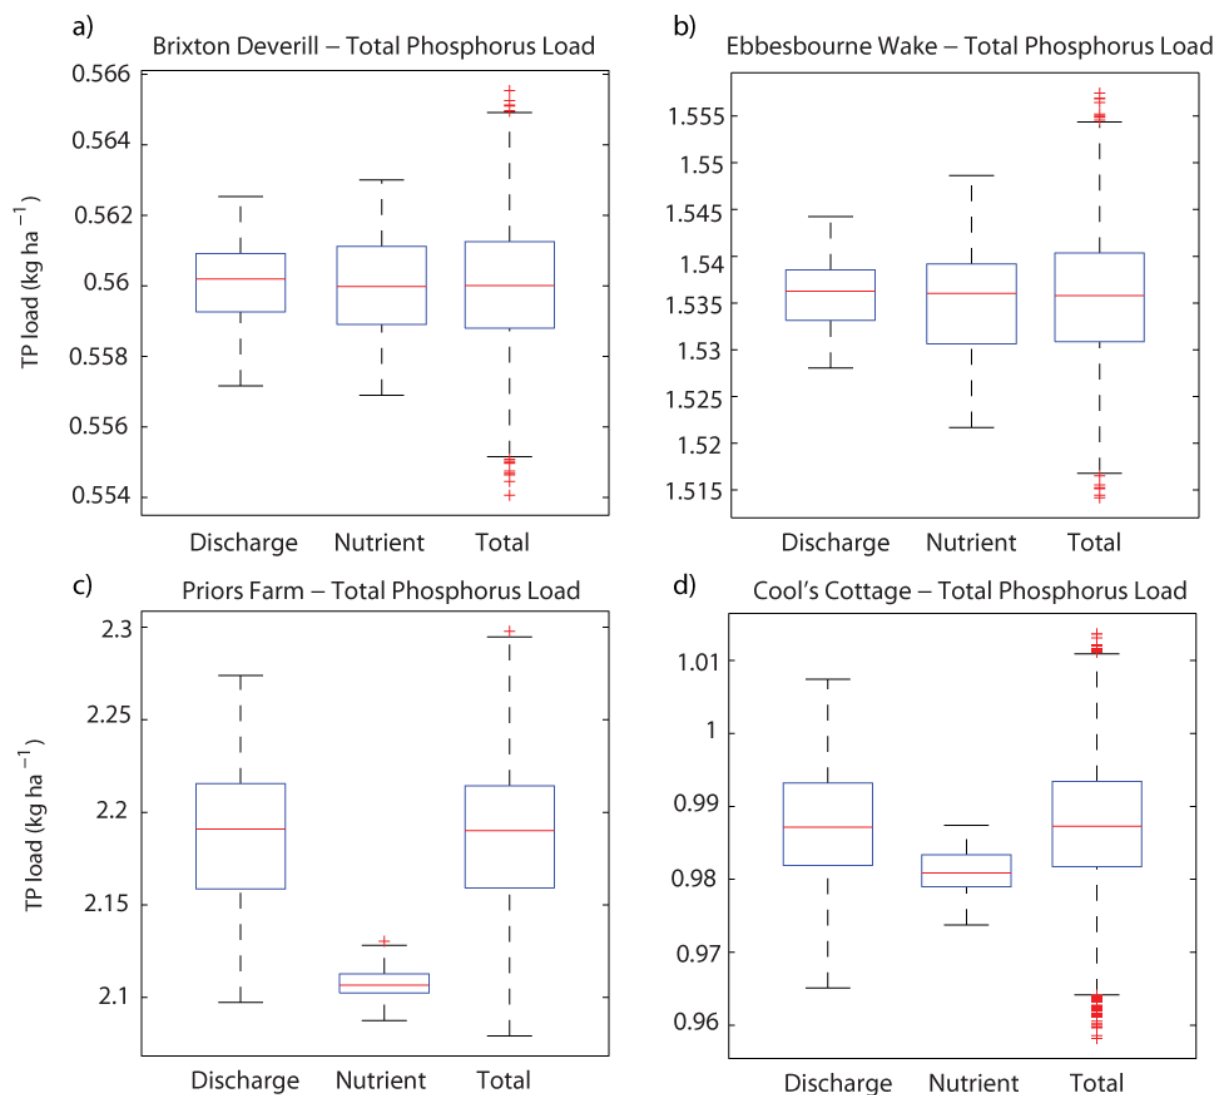 a)
Brixton Deverill – Total Phosphorus Load
0.566
0.564
0.562
0.56
0.558
0.556
0.554
TP load (kg ha⁻¹)
Discharge Nutrient Total
b)
Ebbesbourne Wake – Total Phosphorus Load
1.555
1.55
1.545
1.54
1.535
1.53
1.525
1.52
1.515
Discharge Nutrient Total
c)
Priors Farm – Total Phosphorus Load
2.3
2.25
2.2
2.15
2.1
TP load (kg ha⁻¹)
Discharge Nutrient Total
d)
Cool's Cottage – Total Phosphorus Load
1.01
1
0.99
0.98
0.97
0.96
Discharge Nutrient Total